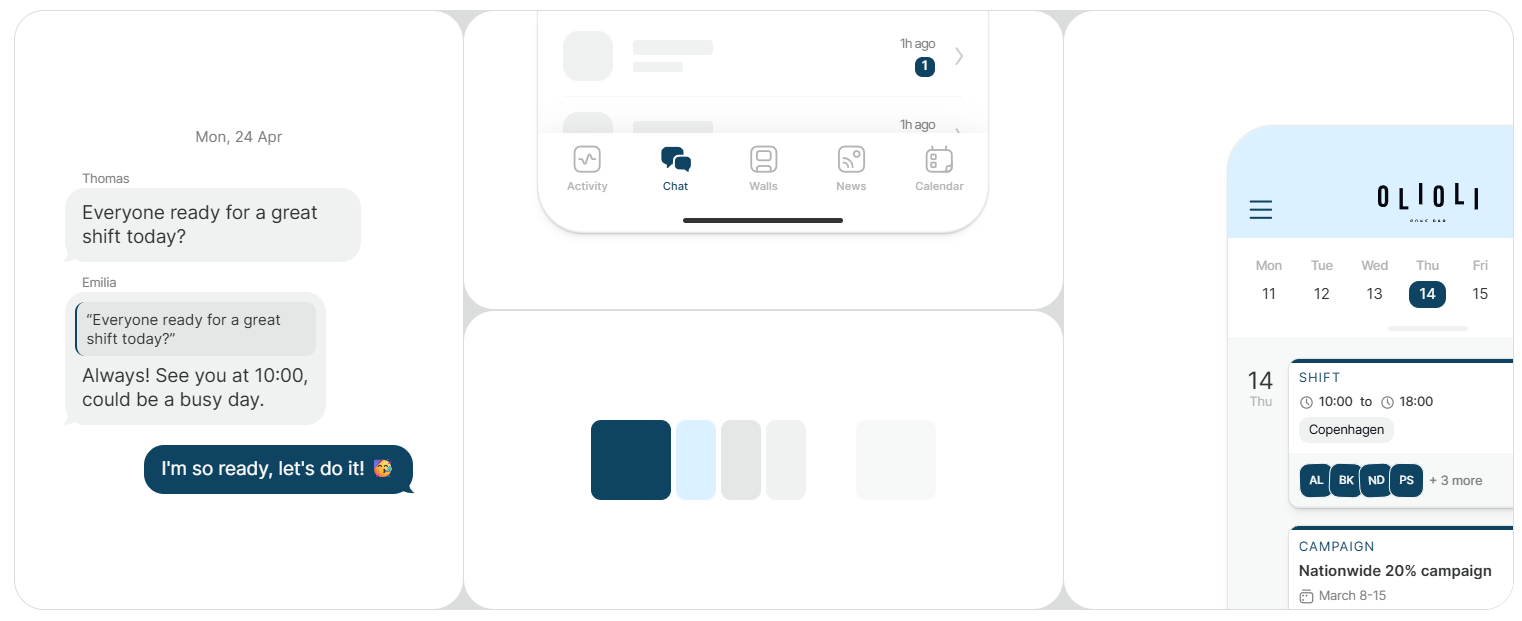 Mon, 24 Apr
Thomas
Everyone ready for a great
shift today?
Emilia
“Everyone ready for a great
shift today?”
Always! See you at 10:00,
could be a busy day.
I'm so ready, let's do it! 🥳
1h ago
1
1h ago
Activity Chat Walls News Calendar
OLIOLI
POKE BAR
Mon Tue Wed Thu Fri
11 12 13 14 15
14
Thu
SHIFT
10:00 to 18:00
Copenhagen
AL BK ND PS + 3 more
CAMPAIGN
Nationwide 20% campaign
March 8-15